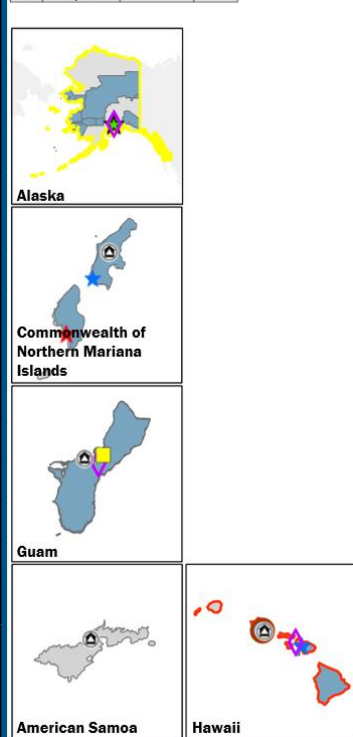 Alaska
Commonwealth of
Northern Mariana
Islands
Guam
American Samoa
Hawaii